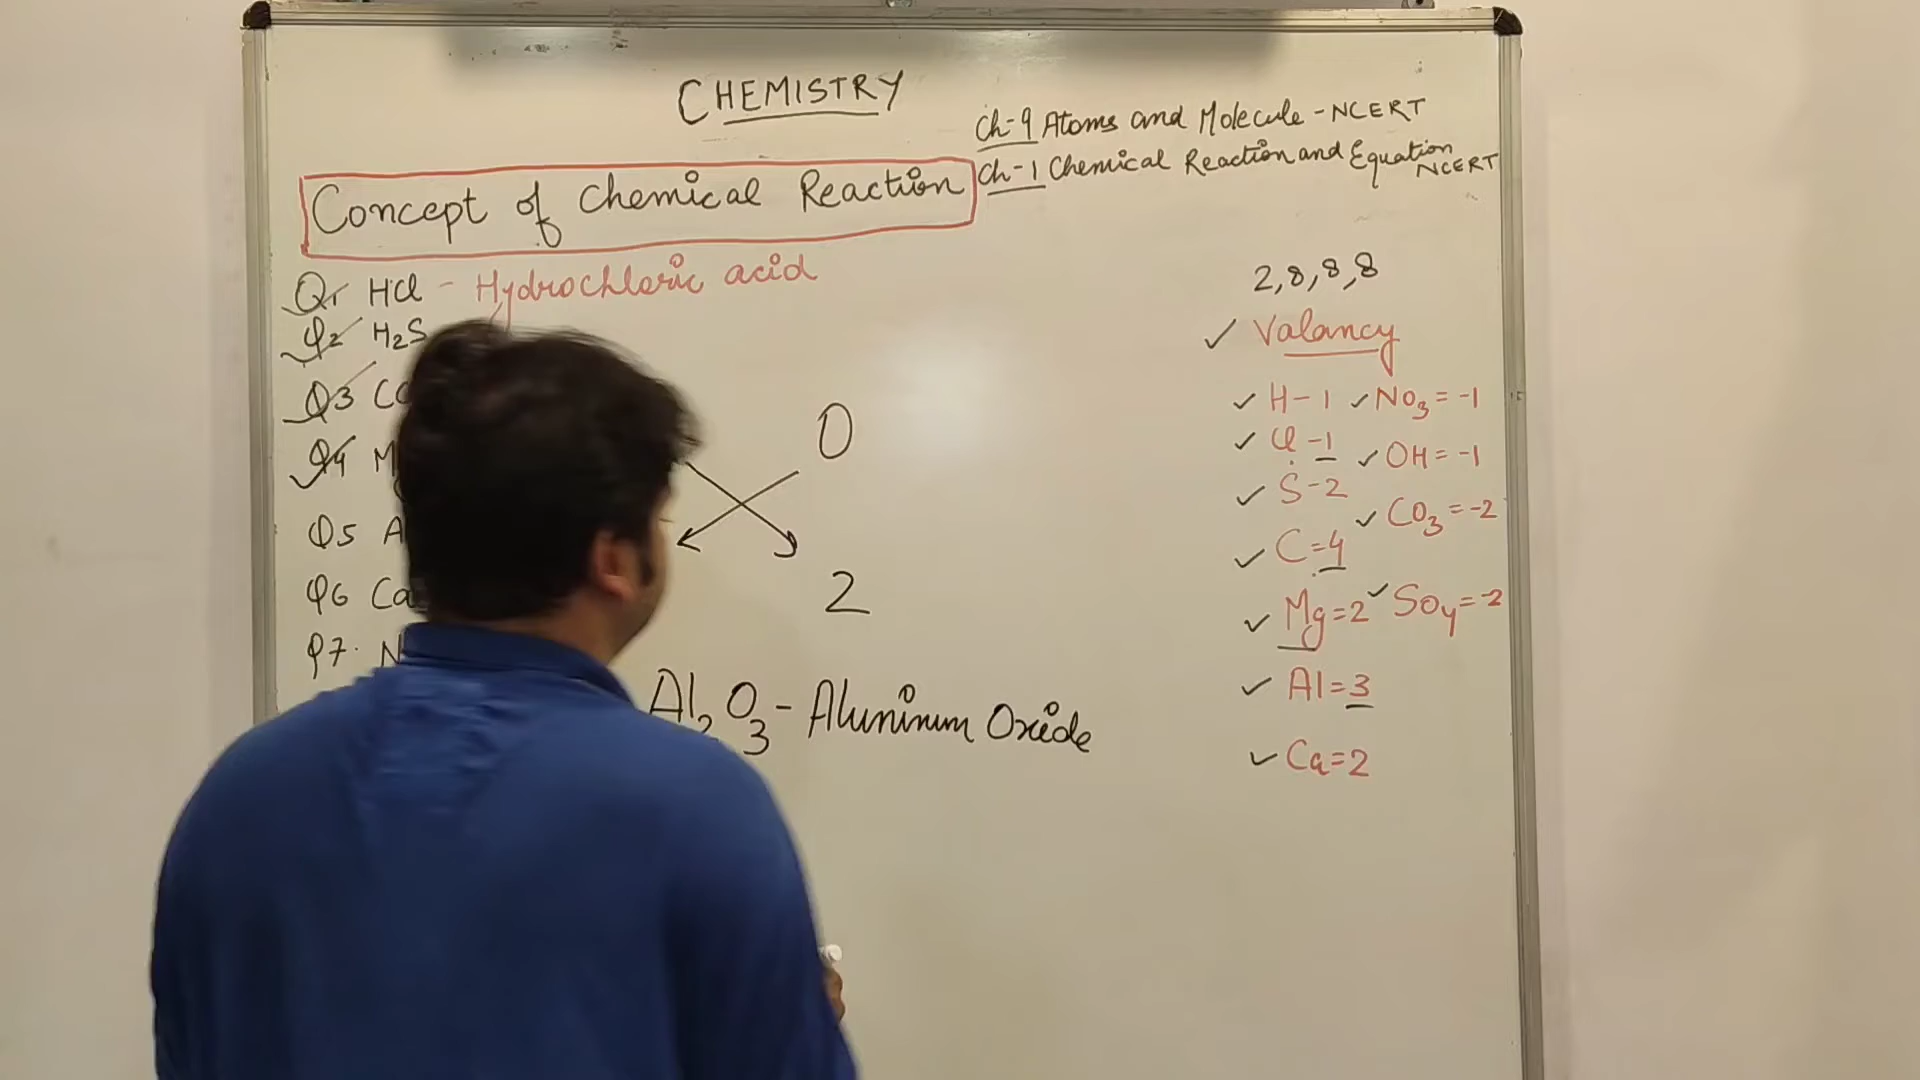 CHEMISTRY
Ch-9 Atoms and Molecule - NCERT
Ch-1 Chemical Reaction and Equation
NCERT
Concept of Chemical Reaction
Q1 HCl - Hydrochloric acid
Q2 H2S
Q3
Q4 M
Q5 A
Q6 Ca
Q7. N
O
2
Al2O3 - Aluminum Oxide
2,8,8,8
✓ Valancy
✓ H-1 ✓ NO3 = -1
✓ Cl -1 ✓ OH = -1
✓ S-2 ✓ CO3 = -2
✓ C=4
✓ Mg=2 ✓ SO4 = -2
✓ Al=3
✓ Ca=2